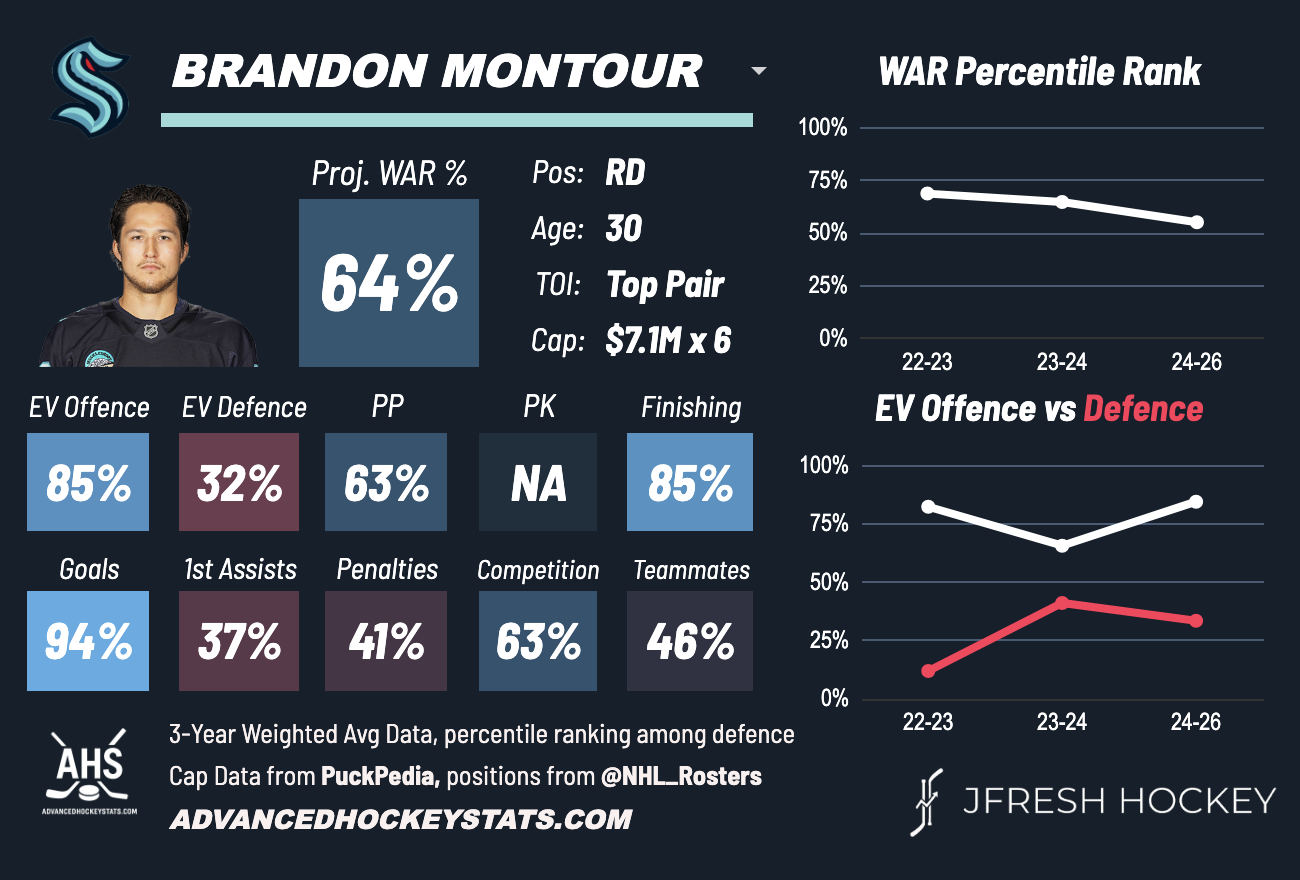 BRANDON MONTOUR
Proj. WAR %
64%
Pos: RD
Age: 30
TOI: Top Pair
Cap: $7.1M x 6
EV Offence EV Defence PP PK Finishing
85% 32% 63% NA 85%
Goals 1st Assists Penalties Competition Teammates
94% 37% 41% 63% 46%
WAR Percentile Rank
100%
75%
50%
25%
0%
22-23 23-24 24-26
EV Offence vs Defence
100%
75%
50%
25%
0%
22-23 23-24 24-26
AHS
ADVANCEDHOCKEYSTATS.COM
3-Year Weighted Avg Data, percentile ranking among defence
Cap Data from PuckPedia, positions from @NHL_Rosters
ADVANCEDHOCKEYSTATS.COM
JFRESH HOCKEY